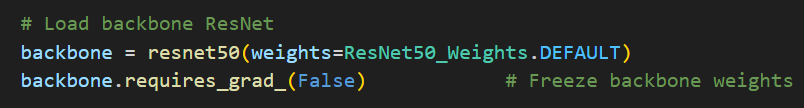 # Load backbone ResNet
backbone = resnet50(weights=ResNet50_Weights.DEFAULT)
backbone.requires_grad_(False)            # Freeze backbone weights